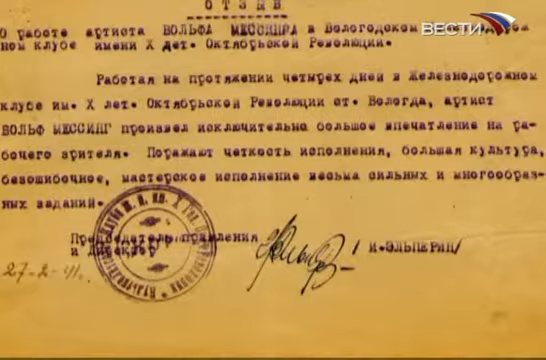 ОТЗЫВ
О работе артиста ВОЛЬФА МЕССИНГА в Вологодском
ном клубе имени Х лет. Октябрьской Революции.
Работая на протяжении четырех дней в Железнодорожном
клубе им. Х лет. Октябрьской Революции ст. Вологда, артист
ВОЛЬФ МЕССИНГ произвел исключительно большое впечатление на ра-
бочего зрителя. Поражают четкость исполнения, большая культура,
безошибочное, мастерское исполнение весьма сильных и многообраз-
ных заданий.
Председатель правления
и Директор
/ И.ЭЛЬПЕРИН/
27-2-41
ВЕСТИ